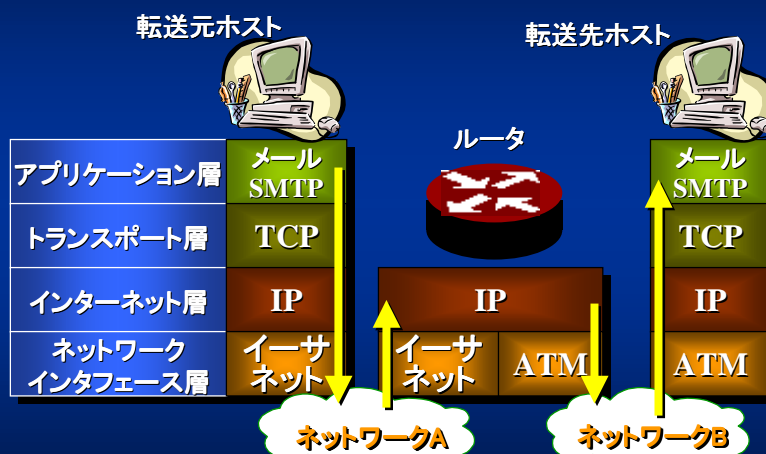 転送元ホスト
転送先ホスト
ルータ
アプリケーション層
メール
SMTP
メール
SMTP
トランスポート層
TCP
TCP
インターネット層
IP
IP
IP
ネットワーク
インタフェース層
イーサ
ネット
イーサ
ネット
ATM
ATM
ネットワークA
ネットワークB